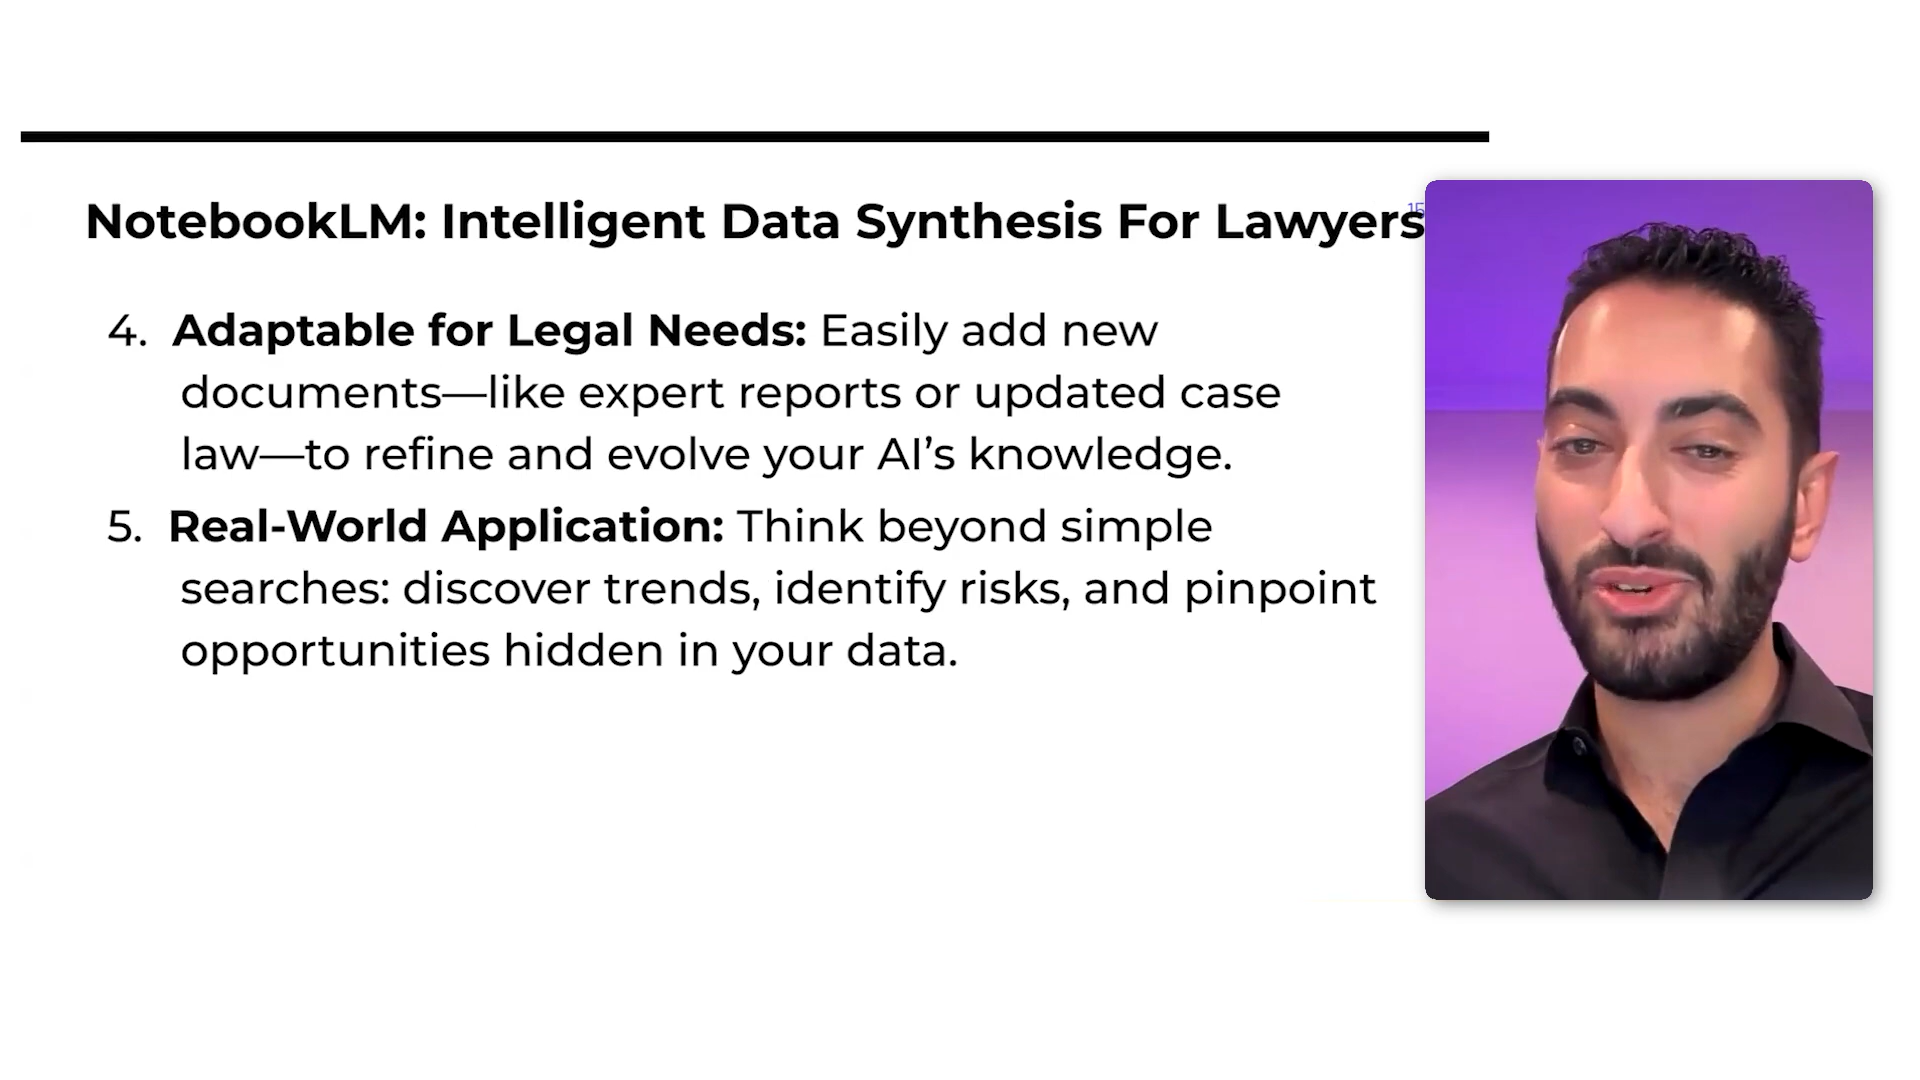 NotebookLM: Intelligent Data Synthesis For Lawyers
15
4. Adaptable for Legal Needs: Easily add new
documents—like expert reports or updated case
law—to refine and evolve your AI’s knowledge.
5. Real-World Application: Think beyond simple
searches: discover trends, identify risks, and pinpoint
opportunities hidden in your data.